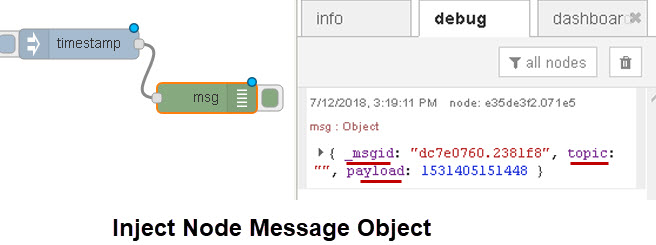 timestamp
msg
info
debug
dashboard
all nodes
7/12/2018, 3:19:11 PM node: e35de3f2.071e5
msg : Object
{ _msgid: "dc7e0760.2381f8", topic:
"", payload: 1531405151448 }
Inject Node Message Object